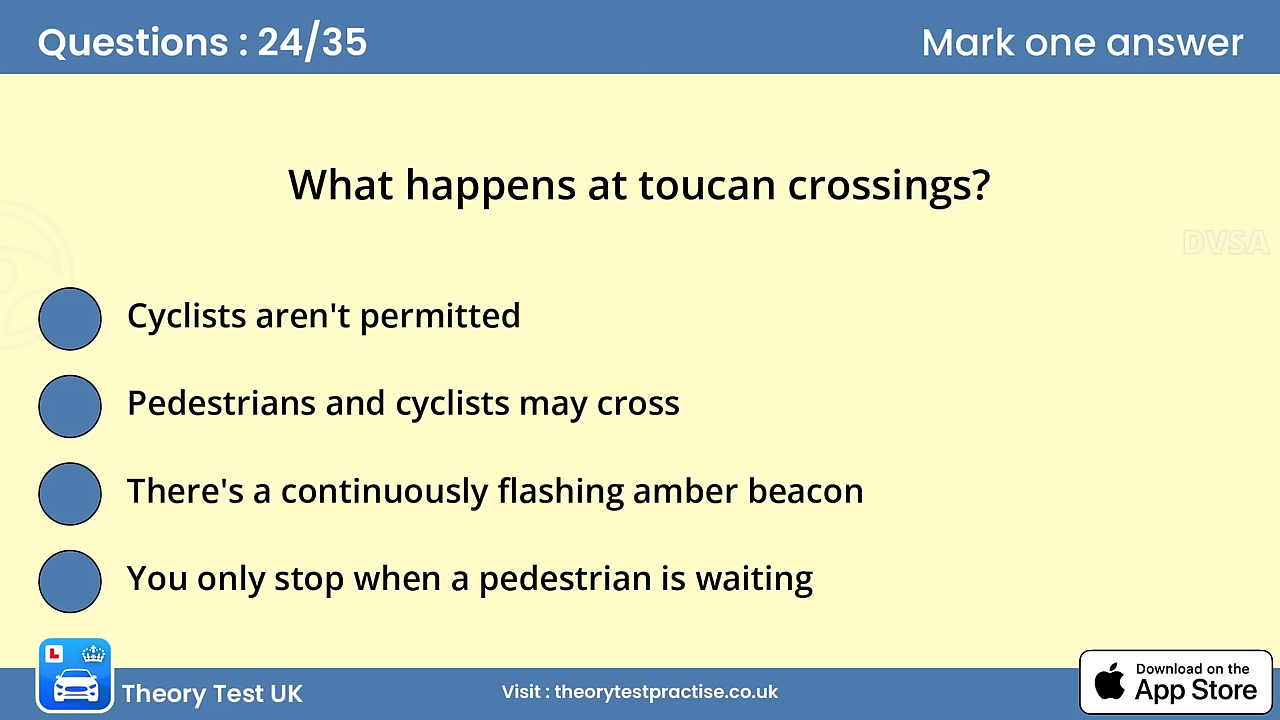 Questions : 24/35
Mark one answer
What happens at toucan crossings?
DVSA
Cyclists aren't permitted
Pedestrians and cyclists may cross
There's a continuously flashing amber beacon
You only stop when a pedestrian is waiting
L
Theory Test UK
Visit : theorytestpractise.co.uk
Download on the
App Store